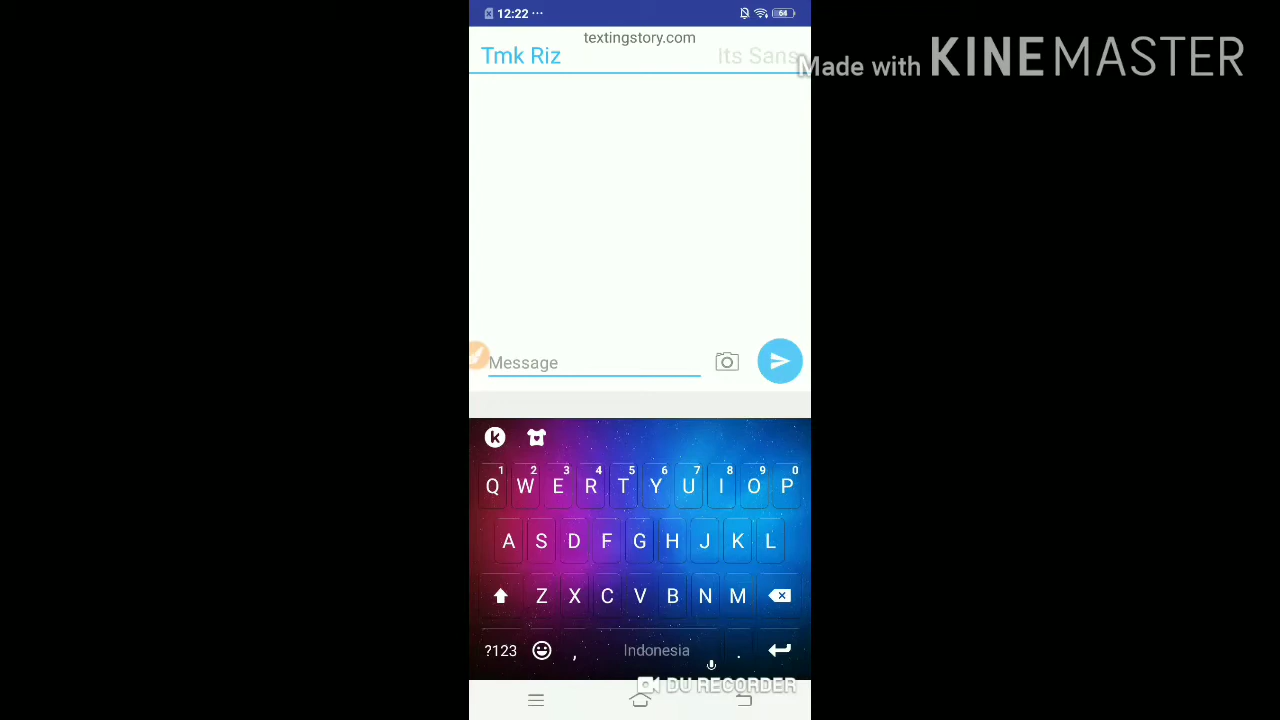 12:22 ...
64
textingstory.com
Tmk Riz
Its Sans
Made with KINEMASTER
Message
1 2 3 4 5 6 7 8 9 0
Q W E R T Y U I O P
A S D F G H J K L
Z X C V B N M
?123 , Indonesia .
DU RECORDER